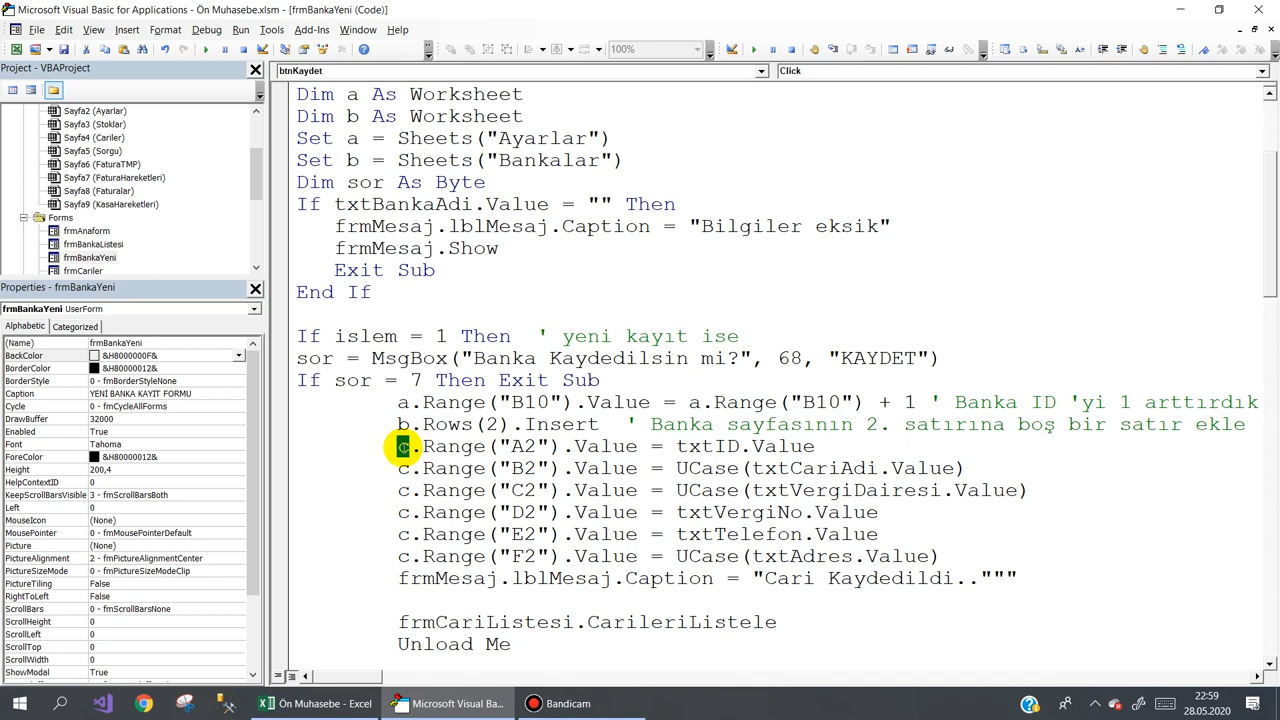 Microsoft Visual Basic for Applications - Ön Muhasebe.xlsm - [frmBankaYeni (Code)]
File Edit View Insert Format Debug Run Tools Add-Ins Window Help
100%
Project - VBAProject
Sayfa2 (Ayarlar)
Sayfa3 (Stoklar)
Sayfa4 (Cariler)
Sayfa5 (Sorgu)
Sayfa6 (FaturaTMP)
Sayfa7 (FaturaHareketleri)
Sayfa8 (Faturalar)
Sayfa9 (KasaHareketleri)
Forms
frmAnaform
frmBankaListesi
frmBankaYeni
frmCariler
Properties - frmBankaYeni
frmBankaYeni UserForm
Alphabetic Categorized
(Name) frmBankaYeni
BackColor &H8000000F&
BorderColor &H80000012&
BorderStyle 0 - fmBorderStyleNone
Caption YENİ BANKA KAYIT FORMU
Cycle 0 - fmCycleAllForms
DrawBuffer 32000
Enabled True
Font Tahoma
ForeColor &H80000012&
Height 200,4
HelpContextID 0
KeepScrollBarsVisible 3 - fmScrollBarsBoth
Left 0
MouseIcon (None)
MousePointer 0 - fmMousePointerDefault
Picture (None)
PictureAlignment 2 - fmPictureAlignmentCenter
PictureSizeMode 0 - fmPictureSizeModeClip
PictureTiling False
RightToLeft False
ScrollBars 0 - fmScrollBarsNone
ScrollHeight 0
ScrollLeft 0
ScrollTop 0
ScrollWidth 0
ShowModal True
btnKaydet Click
Dim a As Worksheet
Dim b As Worksheet
Set a = Sheets("Ayarlar")
Set b = Sheets("Bankalar")
Dim sor As Byte
If txtBankaAdi.Value = "" Then
frmMesaj.lblMesaj.Caption = "Bilgiler eksik"
frmMesaj.Show
Exit Sub
End If
If islem = 1 Then ' yeni kayıt ise
sor = MsgBox("Banka Kaydedilsin mi?", 68, "KAYDET")
If sor = 7 Then Exit Sub
a.Range("B10").Value = a.Range("B10") + 1 ' Banka ID 'yi 1 arttırdık
b.Rows(2).Insert ' Banka sayfasının 2. satırına boş bir satır ekle
c.Range("A2").Value = txtID.Value
c.Range("B2").Value = UCase(txtCariAdi.Value)
c.Range("C2").Value = UCase(txtVergiDairesi.Value)
c.Range("D2").Value = txtVergiNo.Value
c.Range("E2").Value = txtTelefon.Value
c.Range("F2").Value = UCase(txtAdres.Value)
frmMesaj.lblMesaj.Caption = "Cari Kaydedildi.."""
frmCariListesi.CarileriListele
Unload Me
Ön Muhasebe - Excel
Microsoft Visual Ba...
Bandicam
22:59
28.05.2020